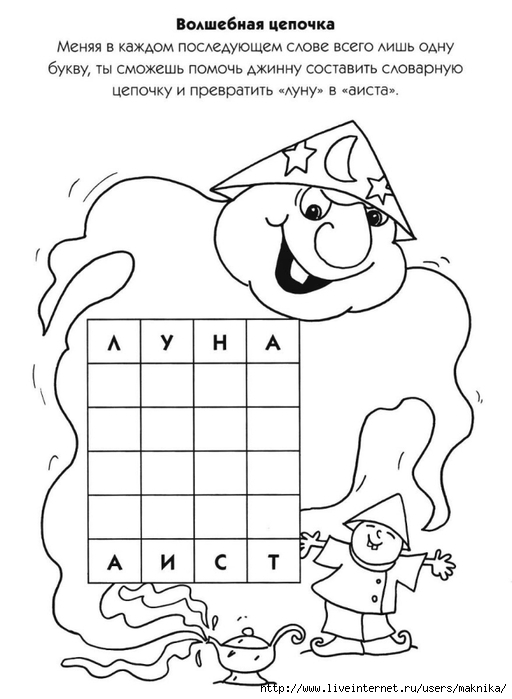 Волшебная цепочка
Меняя в каждом последующем слове всего лишь одну
букву, ты сможешь помочь джинну составить словарную
цепочку и превратить «луну» в «аиста».
Л У Н А
А И С Т
http://www.liveinternet.ru/users/maknika/